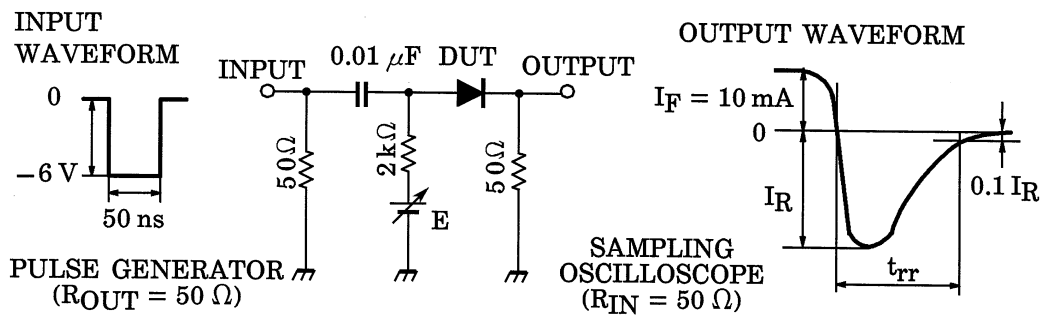 INPUT
WAVEFORM
0
−6 V
50 ns
PULSE GENERATOR
(ROUT = 50 Ω)
INPUT
0.01 μF
DUT
OUTPUT
50Ω
2kΩ
E
50Ω
SAMPLING
OSCILLOSCOPE
(RIN = 50 Ω)
OUTPUT WAVEFORM
IF = 10 mA
0
IR
0.1 IR
trr